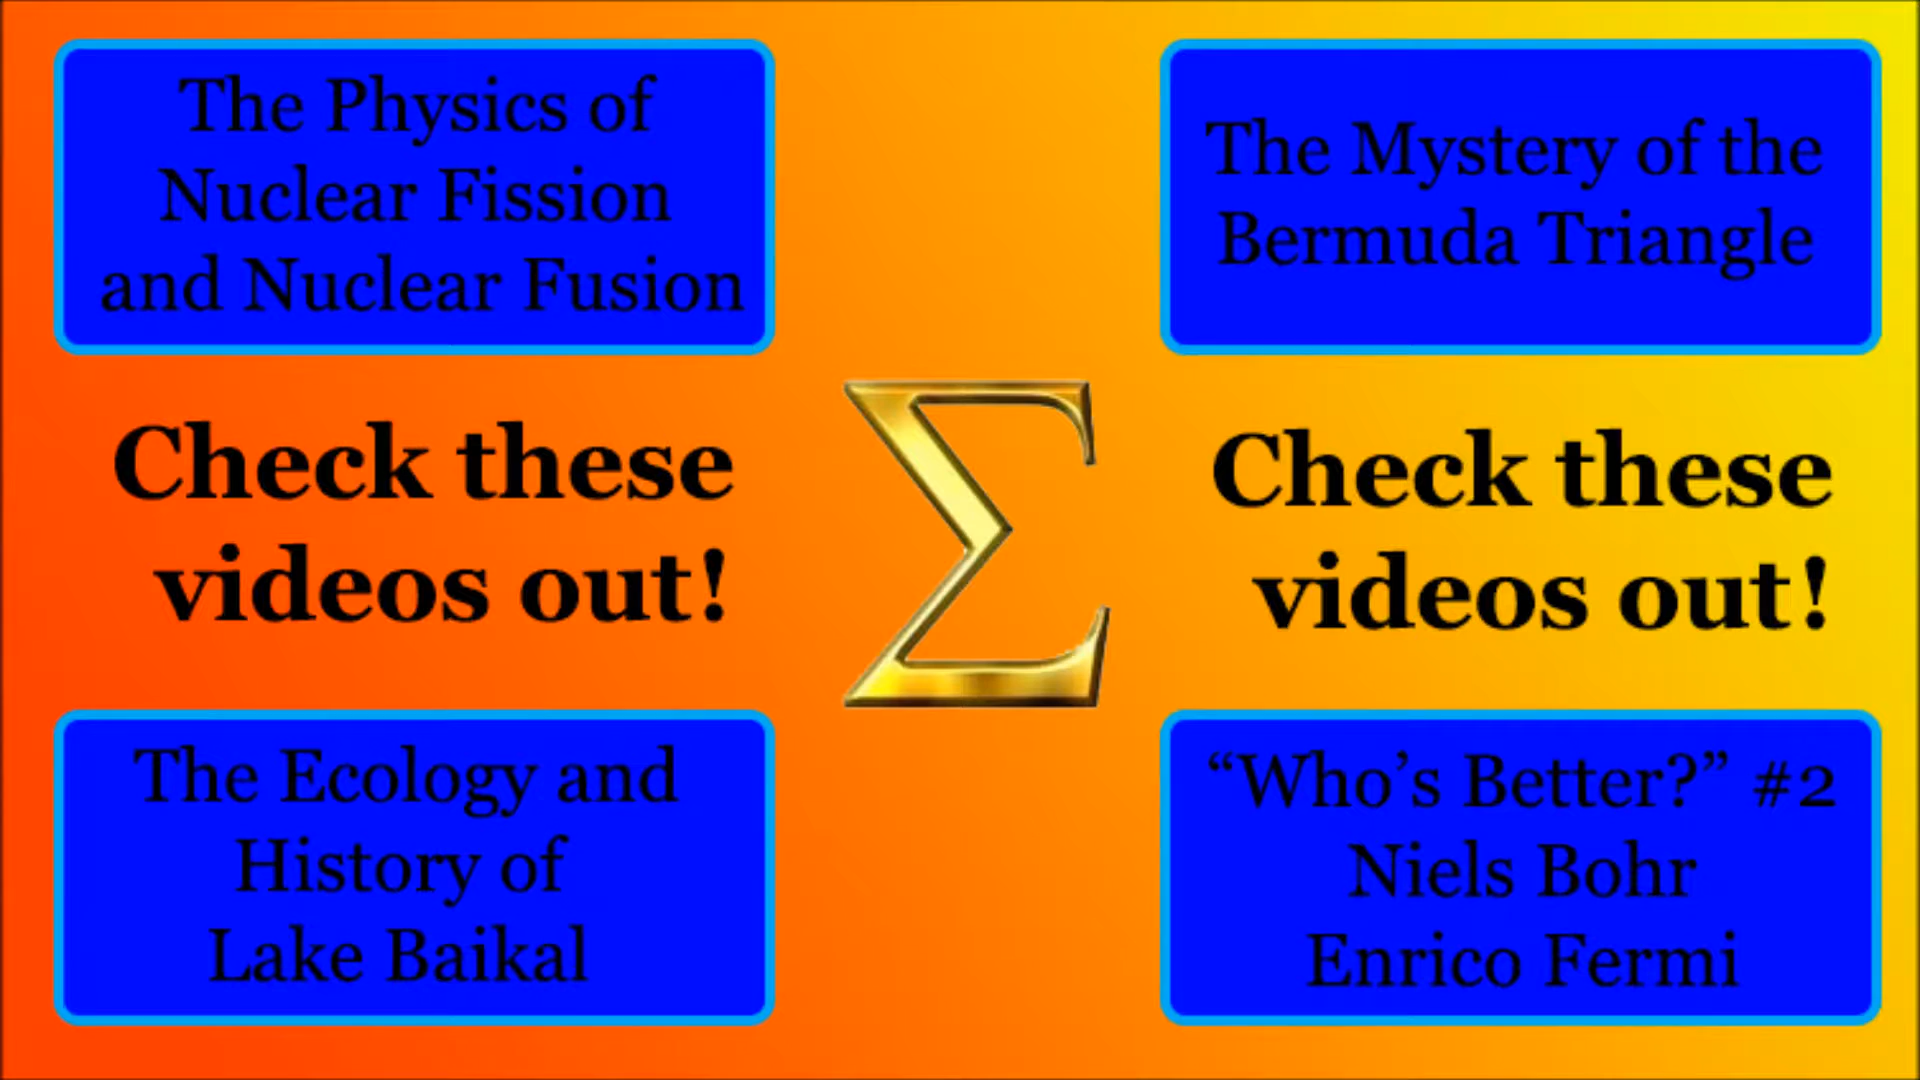 The Physics of
Nuclear Fission
and Nuclear Fusion
The Mystery of the
Bermuda Triangle
Check these
videos out!
Σ
Check these
videos out!
The Ecology and
History of
Lake Baikal
“Who’s Better?” #2
Niels Bohr
Enrico Fermi